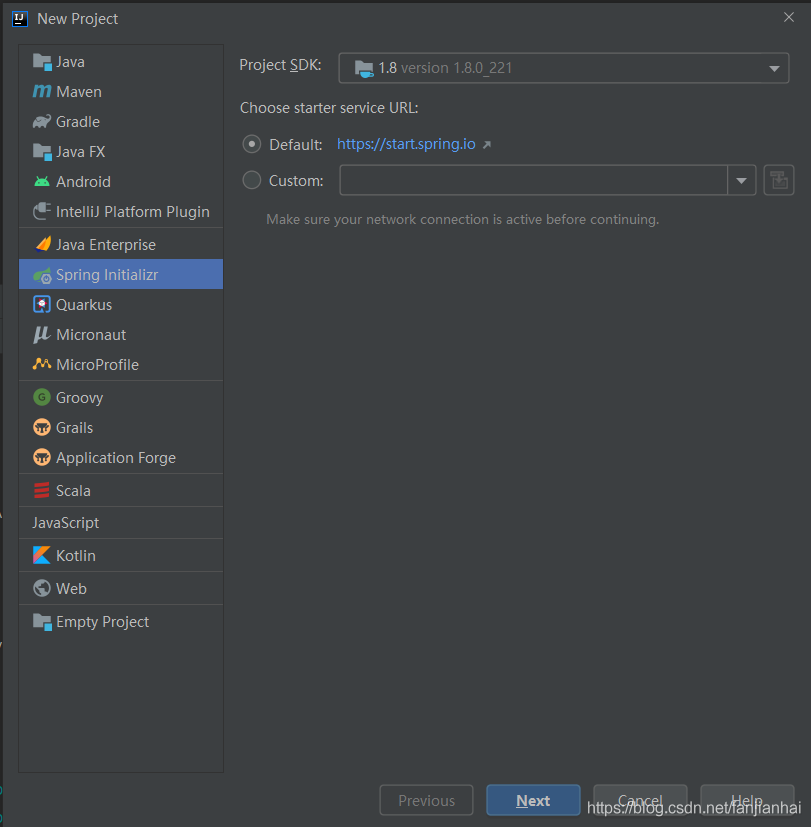 New Project
Java
Maven
Gradle
Java FX
Android
IntelliJ Platform Plugin
Java Enterprise
Spring Initializr
Quarkus
Micronaut
MicroProfile
Groovy
Grails
Application Forge
Scala
JavaScript
Kotlin
Web
Empty Project
Project SDK: 1.8 version 1.8.0_221
Choose starter service URL:
Default: https://start.spring.io
Custom:
Make sure your network connection is active before continuing.
Previous Next Cancel Help
https://blog.csdn.net/fanjianhai